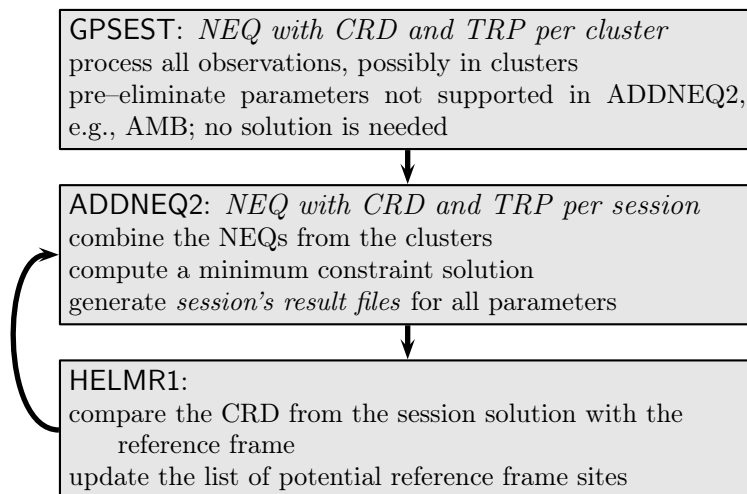 GPSEST: NEQ with CRD and TRP per cluster
process all observations, possibly in clusters
pre–eliminate parameters not supported in ADDNEQ2,
e.g., AMB; no solution is needed
ADDNEQ2: NEQ with CRD and TRP per session
combine the NEQs from the clusters
compute a minimum constraint solution
generate session's result files for all parameters
HELMR1:
compare the CRD from the session solution with the
reference frame
update the list of potential reference frame sites